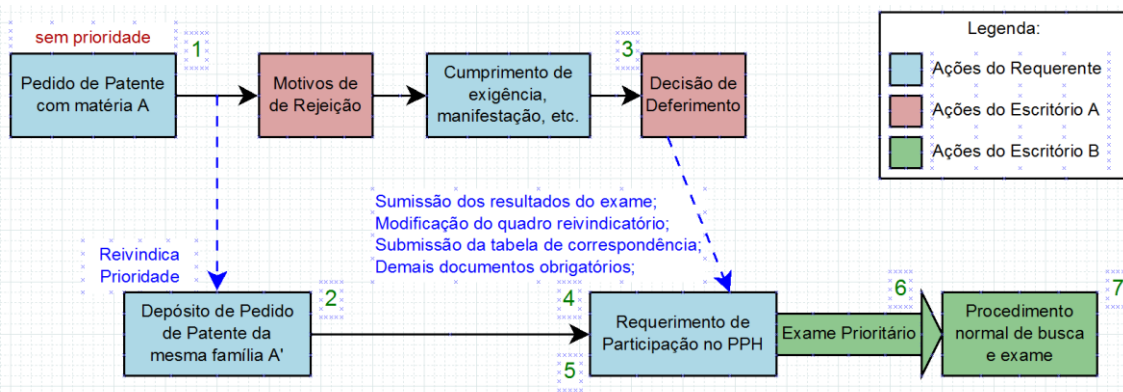 sem prioridade
1
Pedido de Patente
com matéria A
Motivos de
de Rejeição
Cumprimento de
exigência,
manifestação, etc.
3
Decisão de
Deferimento
Legenda:
Ações do Requerente
Ações do Escritório A
Ações do Escritório B
Sumissão dos resultados do exame;
Modificação do quadro reivindicatório;
Submissão da tabela de correspondência;
Demais documentos obrigatórios;
Reivindica
Prioridade
2
Depósito de Pedido
de Patente da
mesma família A'
4
5
Requerimento de
Participação no PPH
6
Exame Prioritário
7
Procedimento
normal de busca
e exame